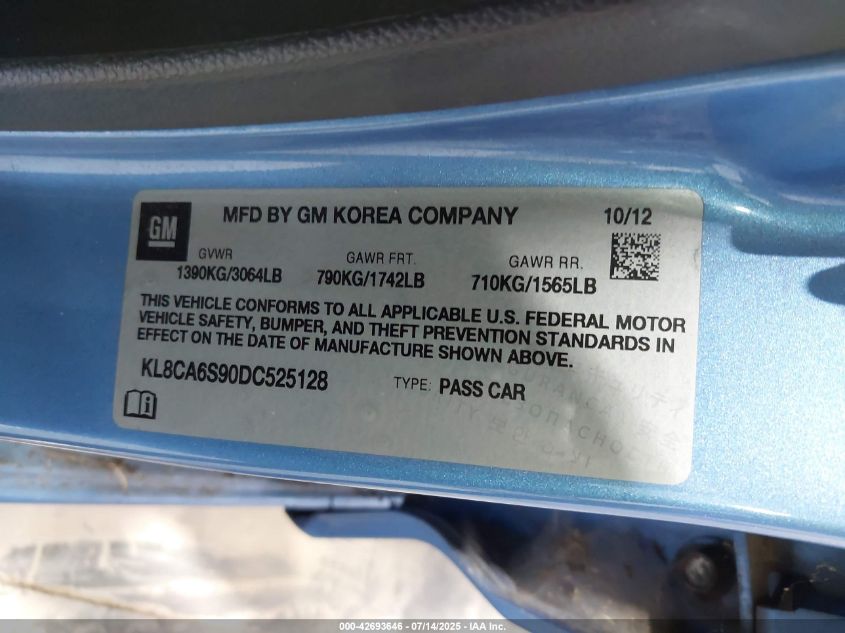 GM
MFD BY GM KOREA COMPANY 10/12
GVWR GAWR FRT. GAWR RR.
1390KG/3064LB 790KG/1742LB 710KG/1565LB
THIS VEHICLE CONFORMS TO ALL APPLICABLE U.S. FEDERAL MOTOR
VEHICLE SAFETY, BUMPER, AND THEFT PREVENTION STANDARDS IN
EFFECT ON THE DATE OF MANUFACTURE SHOWN ABOVE.
KL8CA6S90DC525128 TYPE: PASS CAR
000-42693646 - 07/14/2025 - IAA Inc.